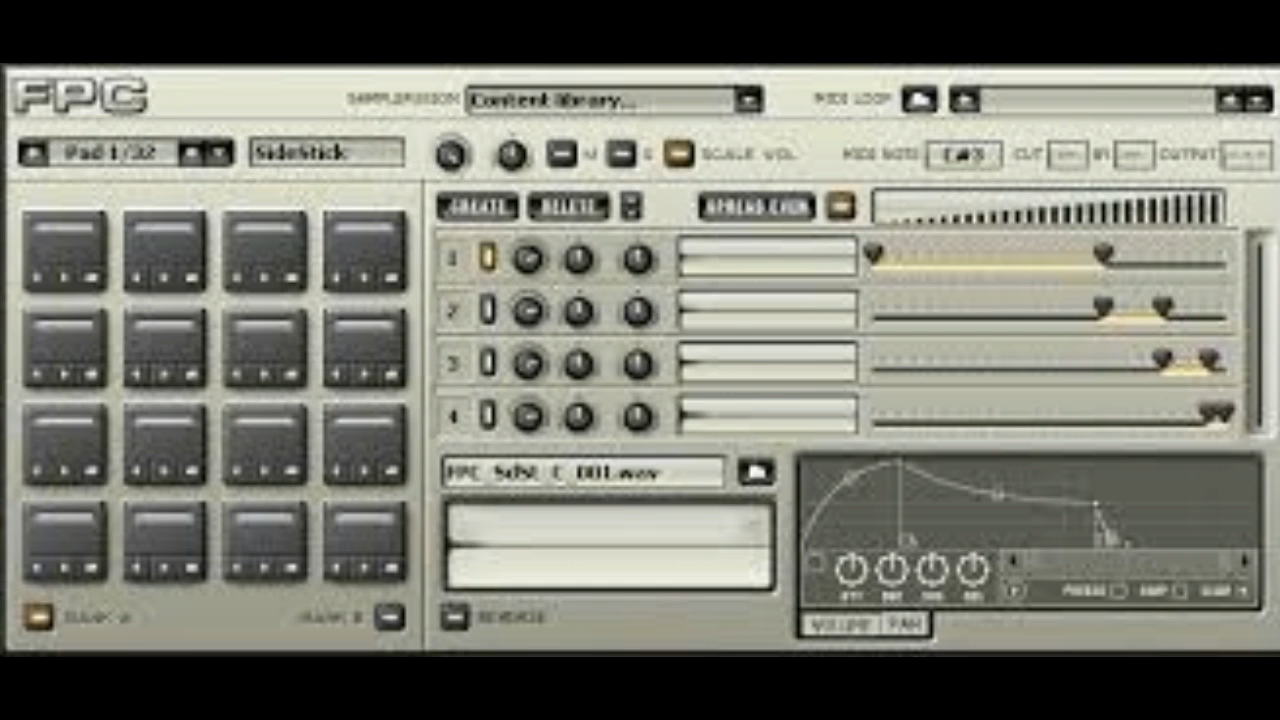 FPC Content library... MIDI LOOP
Pad 1/32 SideStick M S SCALE VOL MIDI NOTE C#3 CUT BY OUTPUT
CREATE DELETE SPREAD EVEN
1
2
3
4
FPC_SdSt_C_001.wav
BANK A BANK B REVERSE
VOLUME PAN